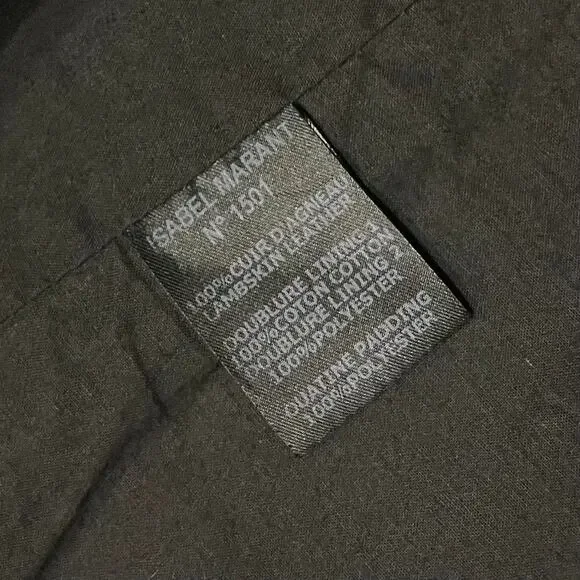 ISABEL MARANT
N° 1501
100%CUIR D'AGNEAU
LAMBSKIN LEATHER
DOUBLURE LINING 1
100%COTON COTTON
DOUBLURE LINING 2
100%POLYESTER
OUATINE PADDING
100%POLYESTER